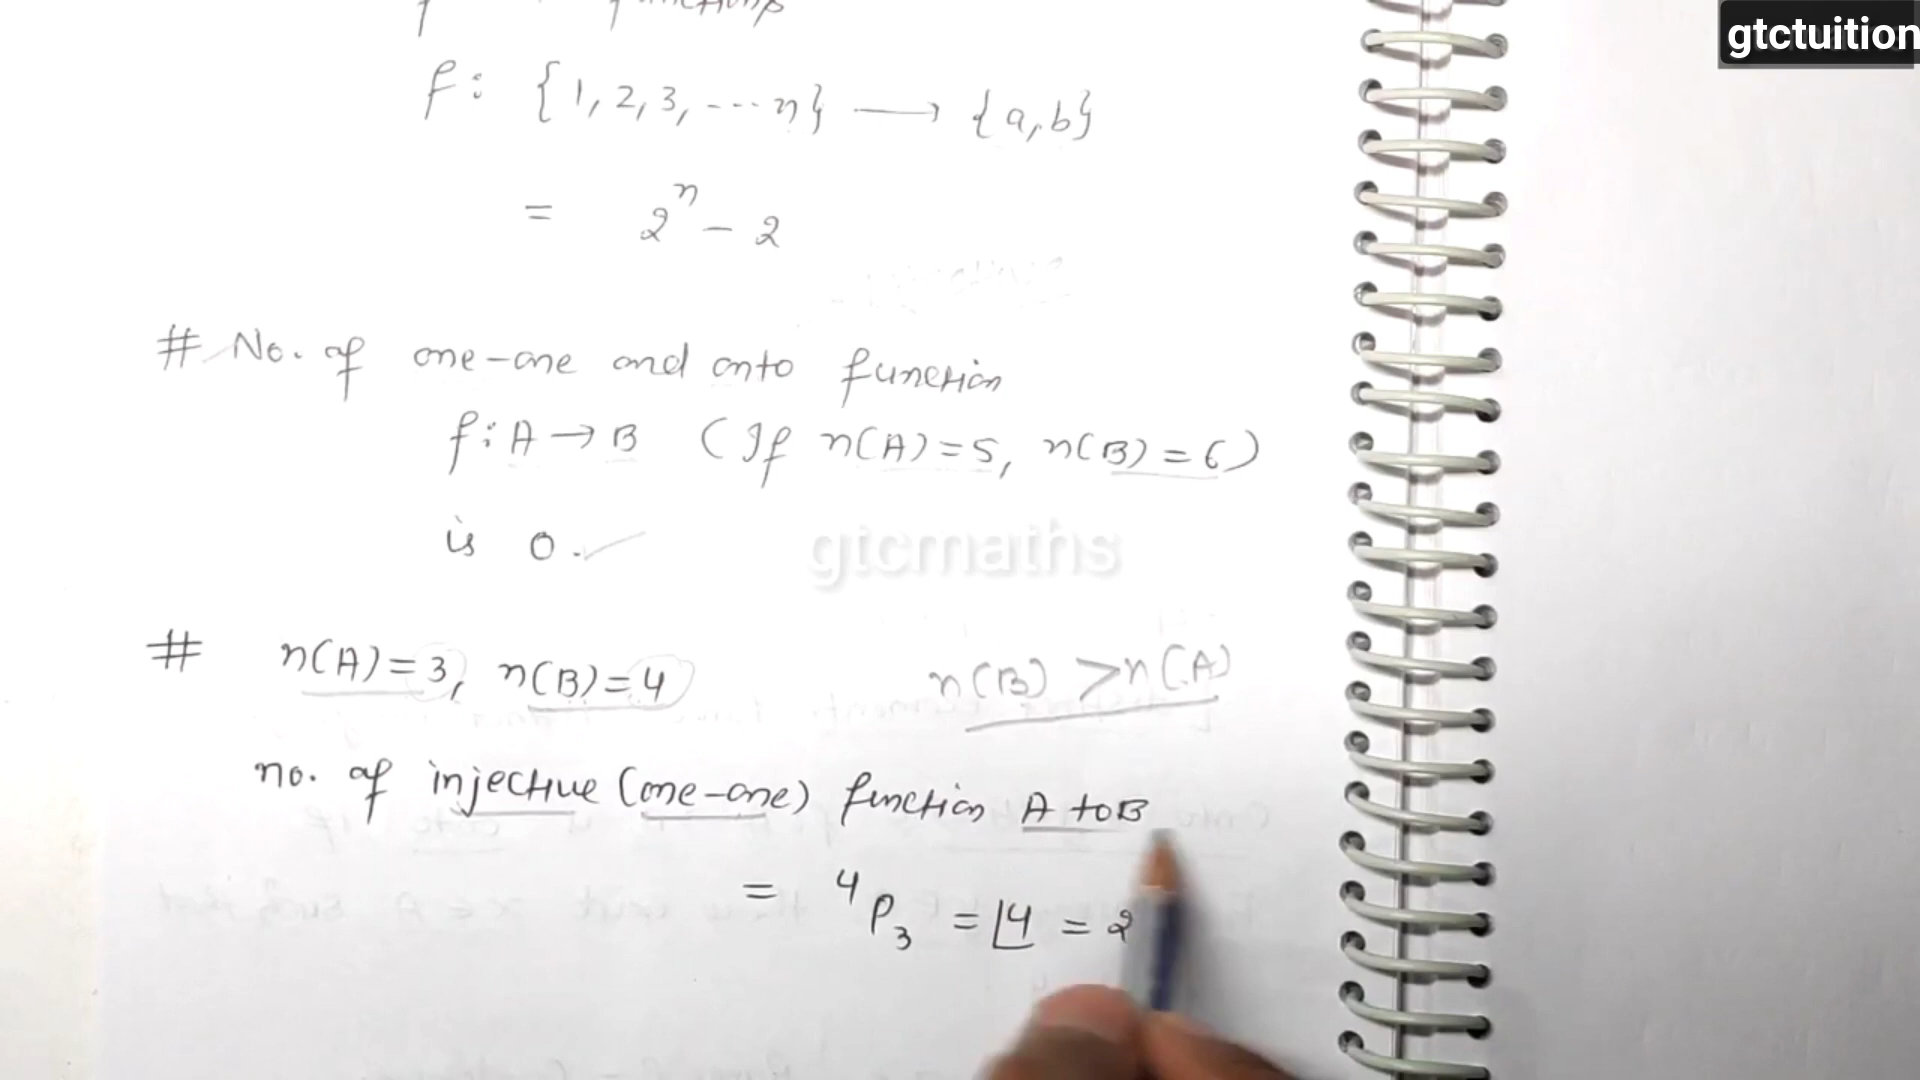 gtctuition
functions
f: {1, 2, 3, --- n} ⟶ {a, b}
= 2ⁿ - 2
# No. of one-one and onto function
f: A → B (If n(A) = 5, n(B) = 6)
is 0. ✓
gtcmaths
# n(A) = 3, n(B) = 4 n(B) > n(A)
no. of injective (one-one) function A to B
= ⁴P₃ = |4 = 2